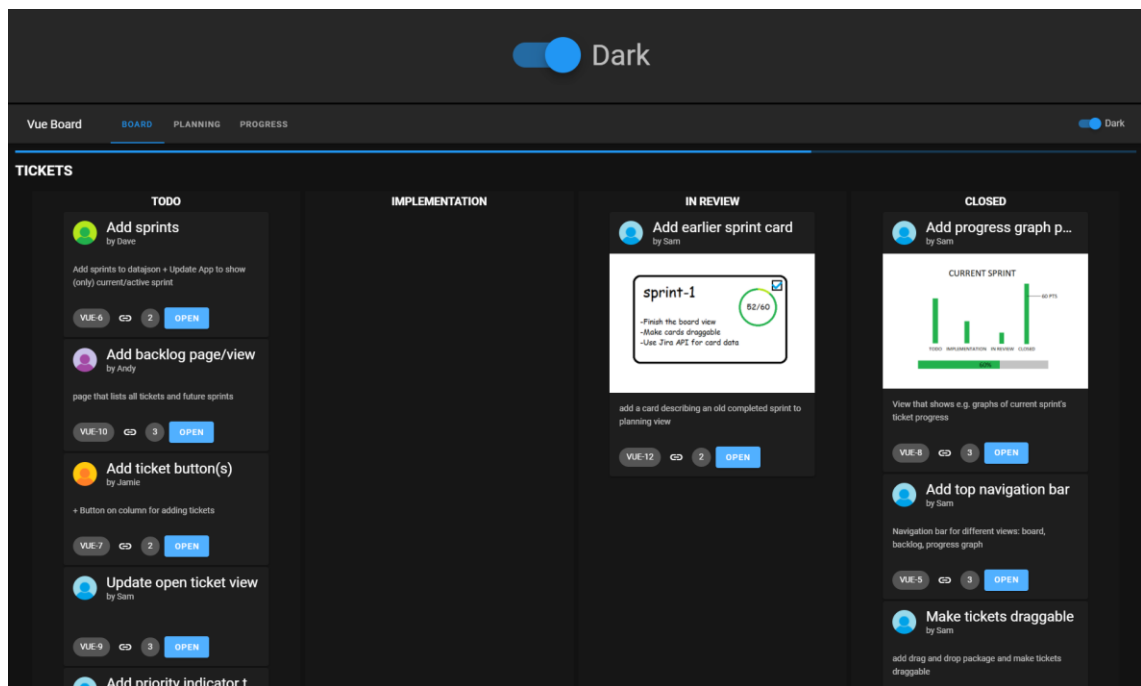 Dark
Vue Board BOARD PLANNING PROGRESS Dark
TICKETS
TODO
Add sprints
by Dave
Add sprints to datajson + Update App to show
(only) current/active sprint
VUE-6 2 OPEN
Add backlog page/view
by Andy
page that lists all tickets and future sprints
VUE-10 3 OPEN
Add ticket button(s)
by Jamie
+ Button on column for adding tickets
VUE-7 2 OPEN
Update open ticket view
by Sam
VUE-9 3 OPEN
Add priority indicator t...
IMPLEMENTATION
IN REVIEW
Add earlier sprint card
by Sam
sprint-1
52/60
-Finish the board view
-Make cards draggable
-Use Jira API for card data
add a card describing an old completed sprint to
planning view
VUE-12 2 OPEN
CLOSED
Add progress graph p...
by Sam
CURRENT SPRINT
60 PTS
TODO IMPLEMENTATION IN REVIEW CLOSED
60%
View that shows e.g. graphs of current sprint's
ticket progress
VUE-8 3 OPEN
Add top navigation bar
by Sam
Navigation bar for different views: board,
backlog, progress graph
VUE-5 3 OPEN
Make tickets draggable
by Sam
add drag and drop package and make tickets
draggable